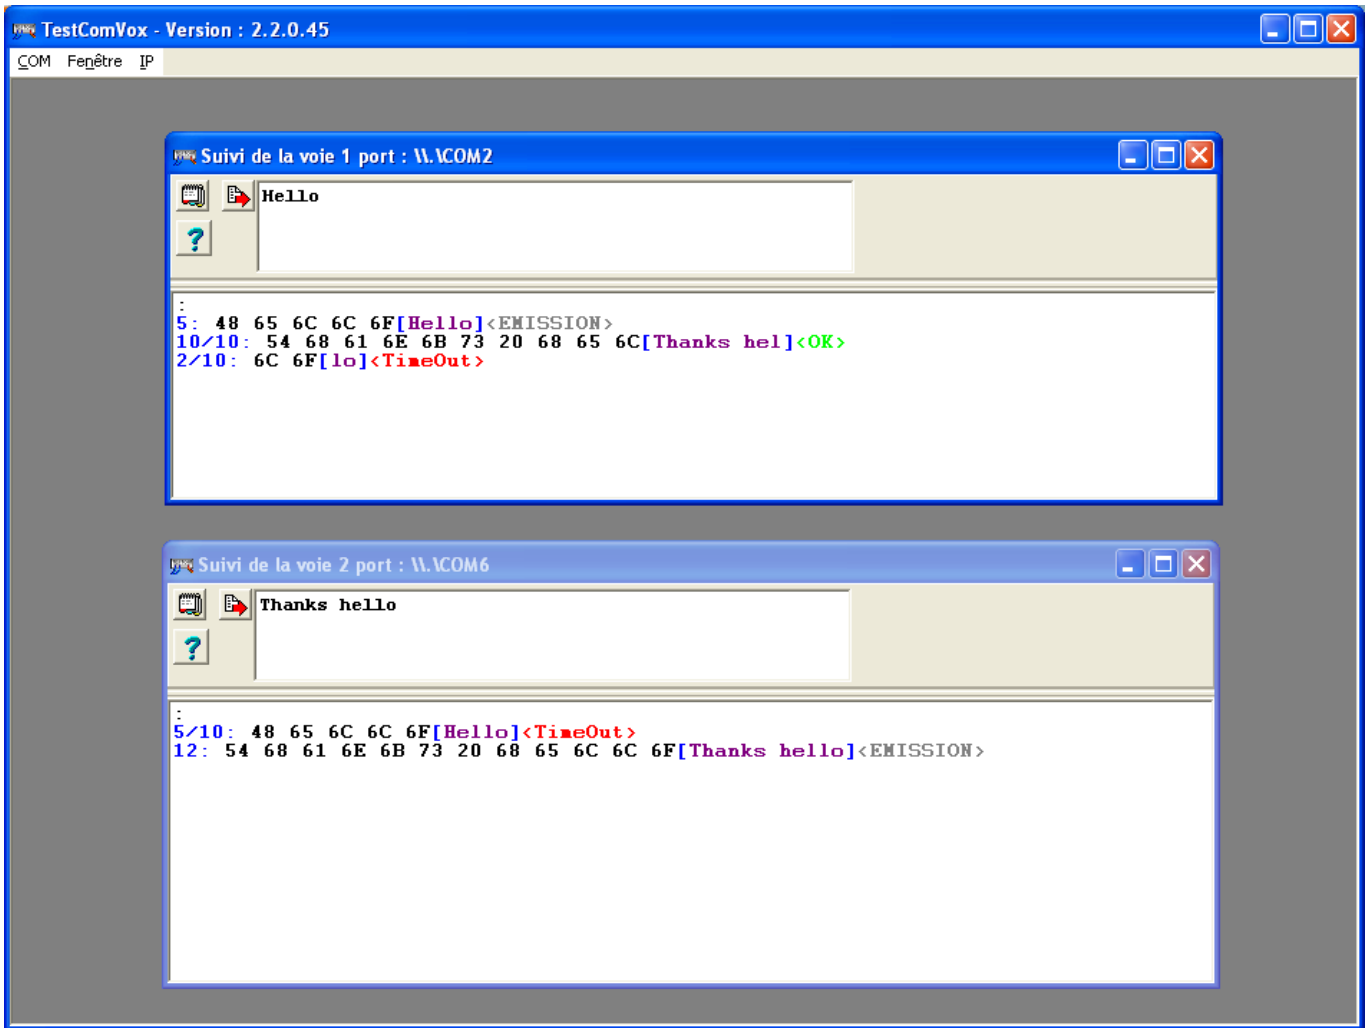 TestComVox - Version : 2.2.0.45
COM Fenêtre IP
Suivi de la voie 1 port : \\.\COM2
Hello
:
5: 48 65 6C 6C 6F[Hello]<EMISSION>
10/10: 54 68 61 6E 6B 73 20 68 65 6C[Thanks hel]<OK>
2/10: 6C 6F[lo]<TimeOut>
Suivi de la voie 2 port : \\.\COM6
Thanks hello
:
5/10: 48 65 6C 6C 6F[Hello]<TimeOut>
12: 54 68 61 6E 6B 73 20 68 65 6C 6C 6F[Thanks hello]<EMISSION>